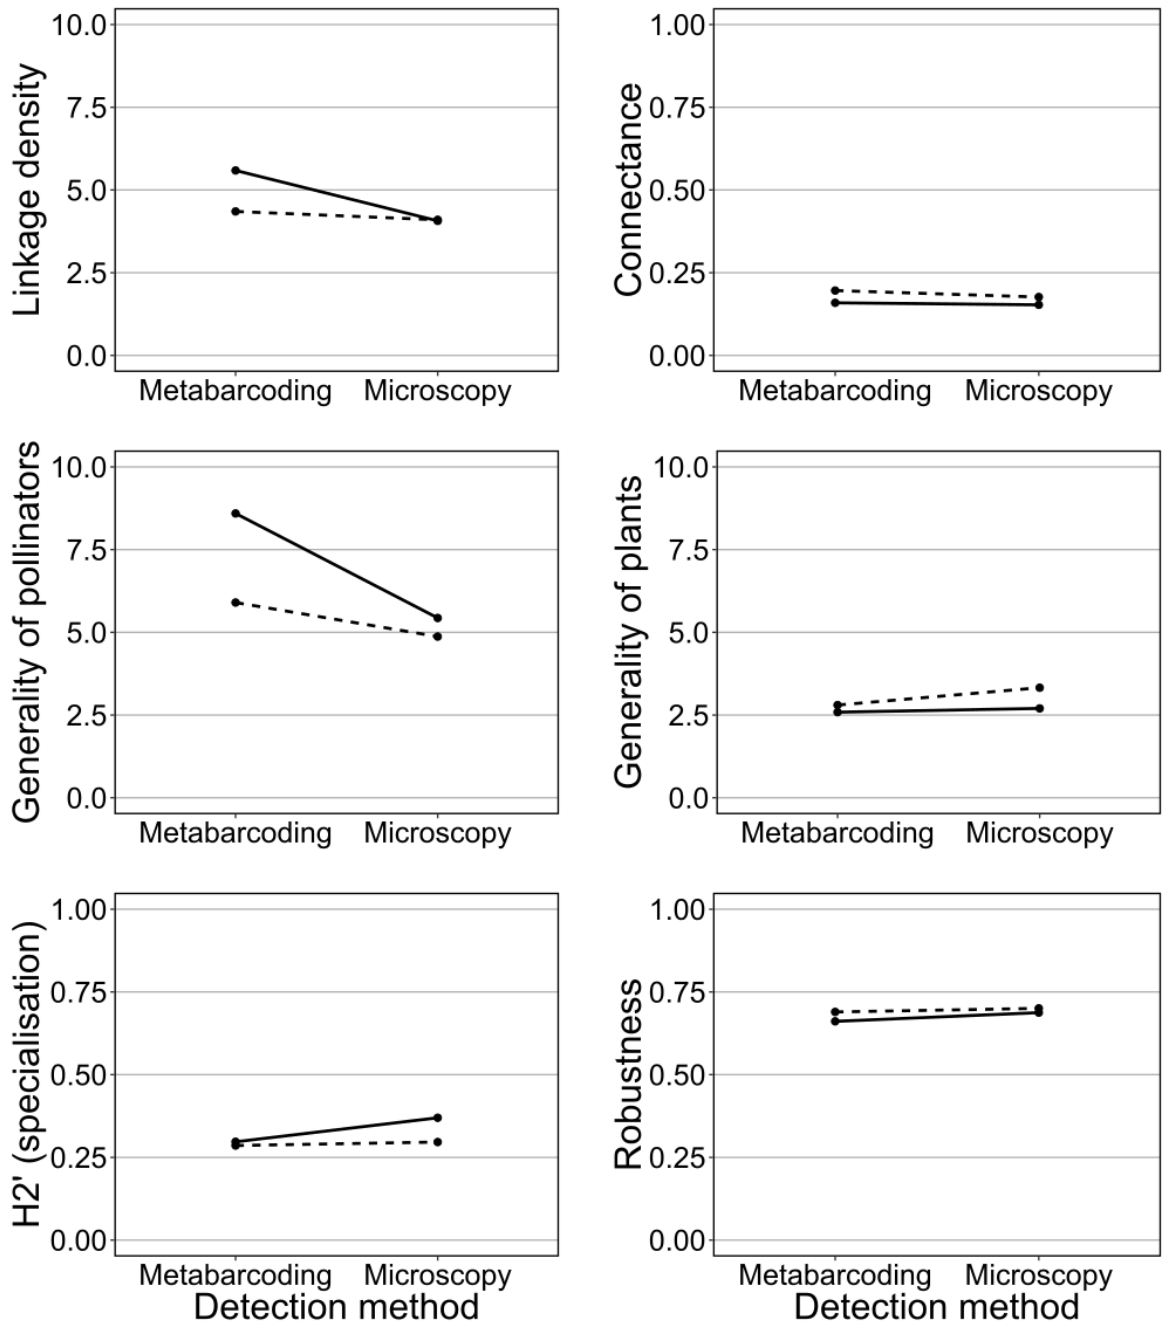 Linkage density
10.0
7.5
5.0
2.5
0.0
Metabarcoding Microscopy
Connectance
1.00
0.75
0.50
0.25
0.00
Metabarcoding Microscopy
Generality of pollinators
10.0
7.5
5.0
2.5
0.0
Metabarcoding Microscopy
Generality of plants
10.0
7.5
5.0
2.5
0.0
Metabarcoding Microscopy
H2' (specialisation)
1.00
0.75
0.50
0.25
0.00
Metabarcoding Microscopy
Detection method
Robustness
1.00
0.75
0.50
0.25
0.00
Metabarcoding Microscopy
Detection method